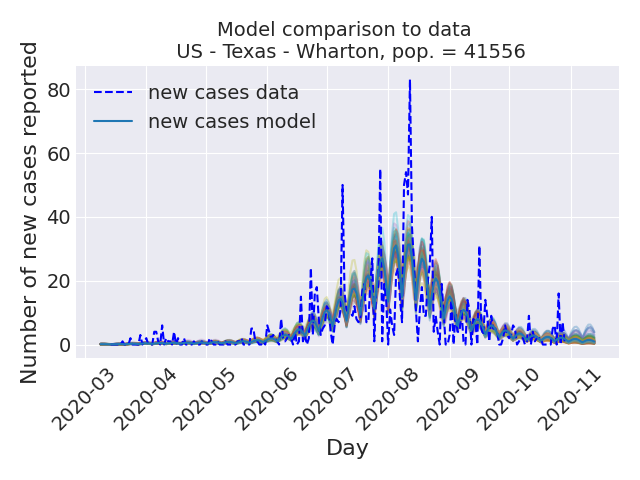 Model comparison to data
US - Texas - Wharton, pop. = 41556
Number of new cases reported
80
60
40
20
0
new cases data
new cases model
2020-03
2020-04
2020-05
2020-06
2020-07
2020-08
2020-09
2020-10
2020-11
Day